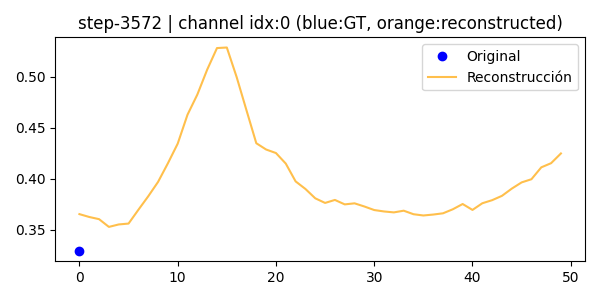 step-3572 | channel idx:0 (blue:GT, orange:reconstructed)
Original
Reconstrucción
0.50
0.45
0.40
0.35
0 10 20 30 40 50